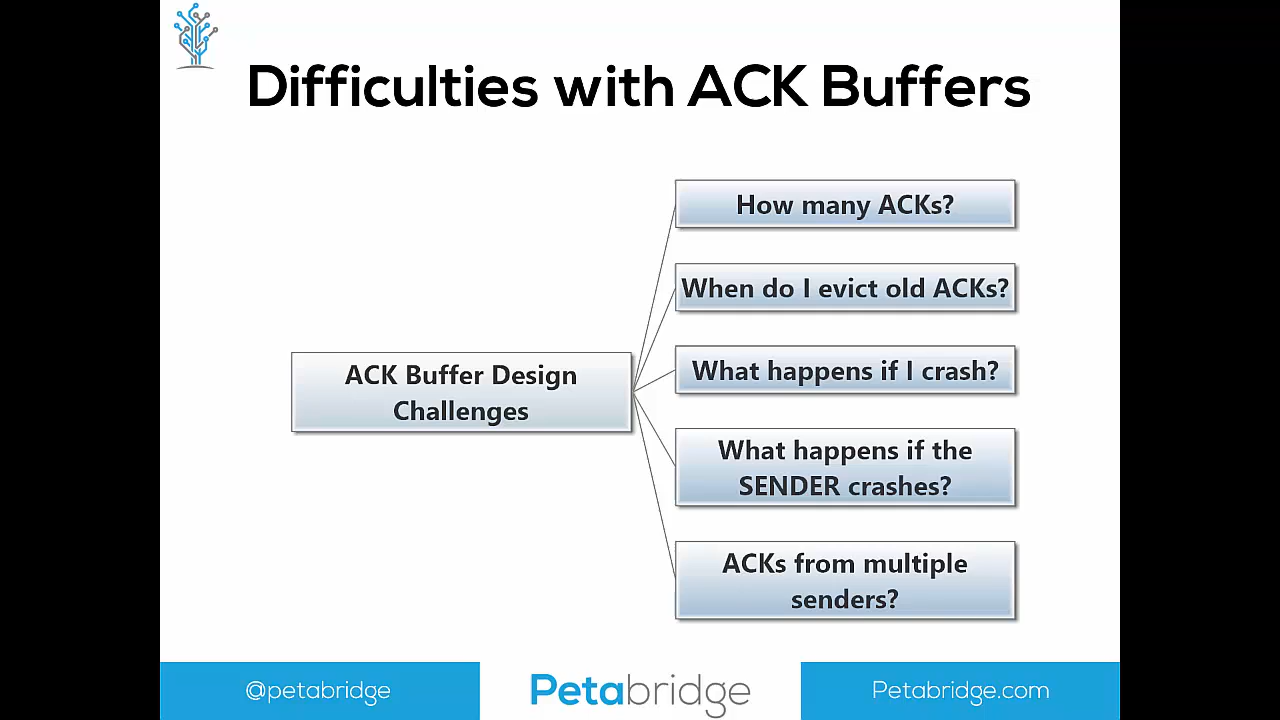 Difficulties with ACK Buffers
How many ACKs?
When do I evict old ACKs?
What happens if I crash?
ACK Buffer Design
Challenges
What happens if the
SENDER crashes?
ACKs from multiple
senders?
@petabridge
Petabridge
Petabridge.com